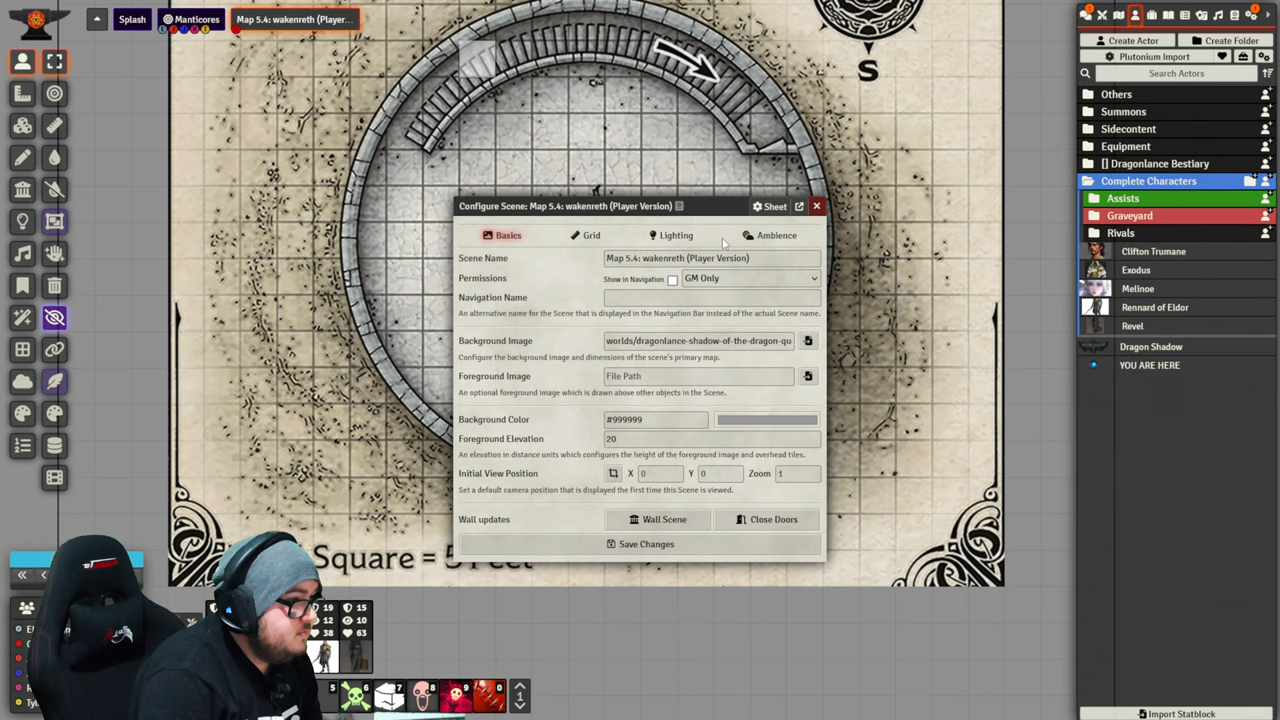 Splash
Manticores
Map 5.4: wakenreth (Player...
S
Create Actor
Create Folder
Plutonium Import
Search Actors
Others
Summons
Sidecontent
Equipment
[] Dragonlance Bestiary
Complete Characters
Assists
Graveyard
Rivals
Clifton Trumane
Exodus
Melinoe
Rennard of Eldor
Revel
Dragon Shadow
YOU ARE HERE
Import Statblock
Configure Scene: Map 5.4: wakenreth (Player Version)
Sheet
Basics
Grid
Lighting
Ambience
Scene Name
Map 5.4: wakenreth (Player Version)
Permissions
Show in Navigation
GM Only
Navigation Name
An alternative name for the Scene that is displayed in the Navigation Bar instead of the actual Scene name.
Background Image
worlds/dragonlance-shadow-of-the-dragon-qu
Configure the background image and dimensions of the scene's primary map.
Foreground Image
File Path
An optional foreground image which is drawn above other objects in the Scene.
Background Color
#999999
Foreground Elevation
20
An elevation in distance units which configures the height of the foreground image and overhead tiles.
Initial View Position
X 0
Y 0
Zoom 1
Set a default camera position that is displayed the first time this Scene is viewed.
Wall updates
Wall Scene
Close Doors
Save Changes
Square = 5 Feet
19 15
12 10
38 63
5 6 7 8 9 0
1